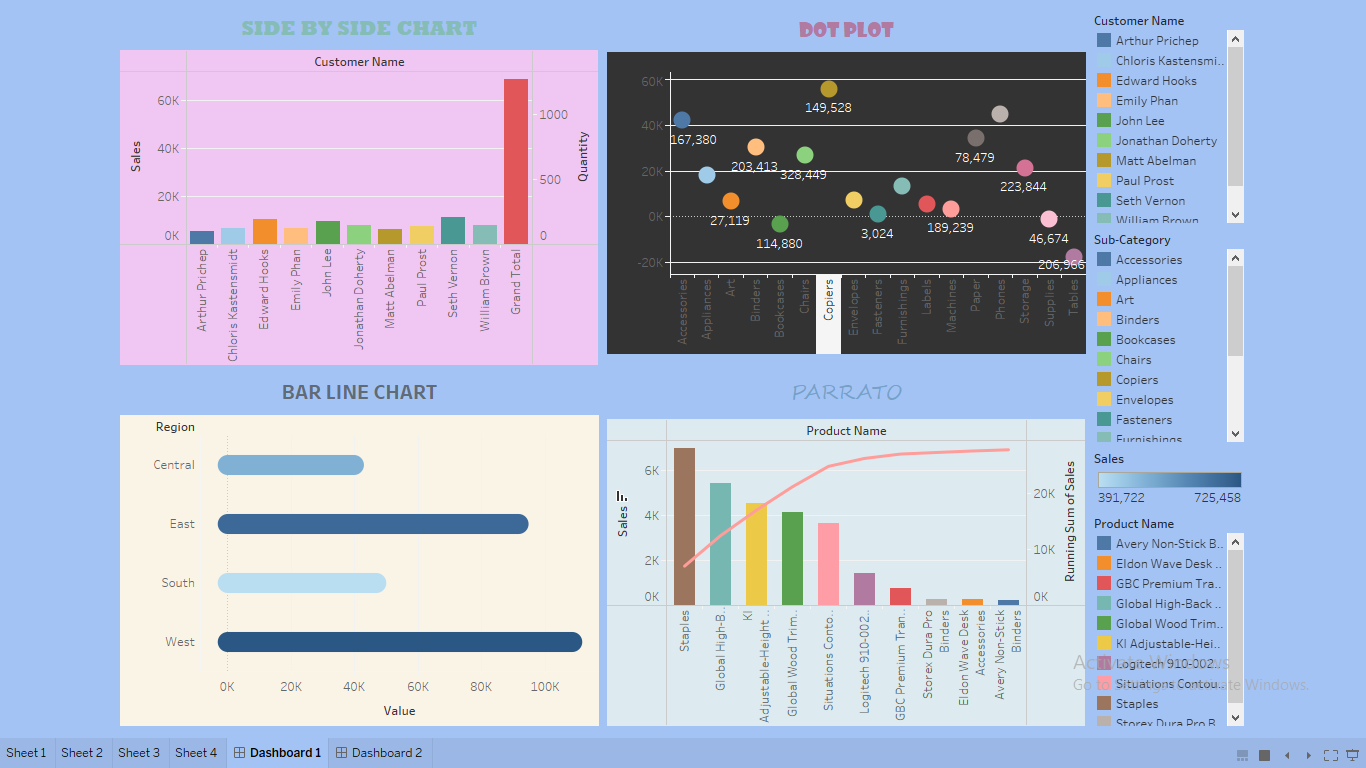 SIDE BY SIDE CHART
Customer Name
Sales
60K
40K
20K
0K
1000
500
0
Quantity
Arthur Prichep
Chloris Kastensmidt
Edward Hooks
Emily Phan
John Lee
Jonathan Doherty
Matt Abelman
Paul Prost
Seth Vernon
William Brown
Grand Total
DOT PLOT
60K
40K
20K
0K
-20K
167,380
27,119
203,413
114,880
328,449
149,528
3,024
189,239
78,479
223,844
46,674
206,966
Accessories
Appliances
Art
Binders
Bookcases
Chairs
Copiers
Envelopes
Fasteners
Furnishings
Labels
Machines
Paper
Phones
Storage
Supplies
Tables
BAR LINE CHART
Region
Central
East
South
West
0K
20K
40K
60K
80K
100K
Value
PARRATO
Product Name
Sales
6K
4K
2K
0K
20K
10K
0K
Running Sum of Sales
Staples
Global High-B..
KI
Adjustable-Height ..
Global Wood Trim..
Situations Conto..
Logitech 910-002..
GBC Premium Tran..
Storex Dura Pro
Binders
Eldon Wave Desk
Accessories
Avery Non-Stick
Binders
Customer Name
Arthur Prichep
Chloris Kastensmi..
Edward Hooks
Emily Phan
John Lee
Jonathan Doherty
Matt Abelman
Paul Prost
Seth Vernon
William Brown
Sub-Category
Accessories
Appliances
Art
Binders
Bookcases
Chairs
Copiers
Envelopes
Fasteners
Furnishings
Sales
391,722
725,458
Product Name
Avery Non-Stick B..
Eldon Wave Desk ..
GBC Premium Tra..
Global High-Back ..
Global Wood Trim..
KI Adjustable-Hei..
Logitech 910-002..
Situations Contou..
Staples
Storex Dura Pro B..
Activate Windows
Go to Settings to activate Windows.
Sheet 1
Sheet 2
Sheet 3
Sheet 4
Dashboard 1
Dashboard 2